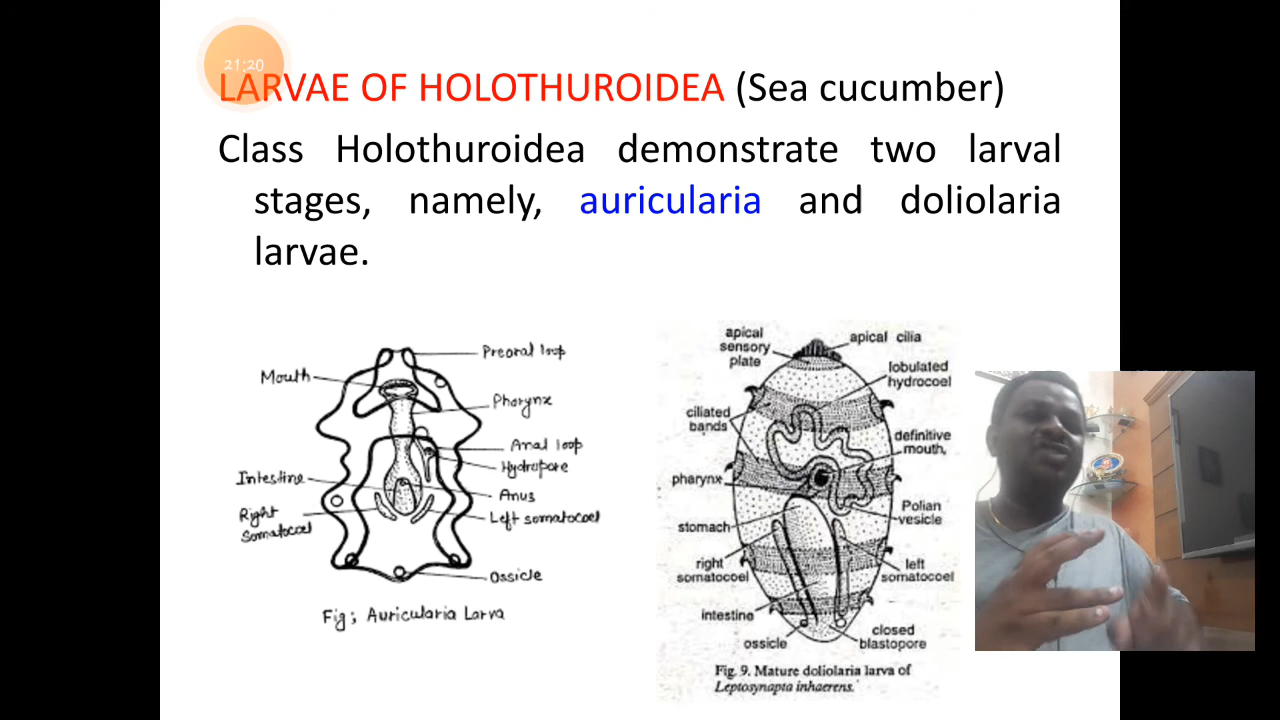 21:20
LARVAE OF HOLOTHUROIDEA (Sea cucumber)
Class Holothuroidea demonstrate two larval
stages, namely, auricularia and doliolaria
larvae.
Preoral loop
Mouth
Pharynx
Anal loop
Hydropore
Intestine
Anus
Right
Somatocoel
Left somatocoel
Ossicle
Fig; Auricularia Larva
apical
sensory
plate
apical cilia
lobulated
hydrocoel
ciliated
bands
definitive
mouth,
pharynx
Polian
vesicle
stomach
right
somatocoel
left
somatocoel
intestine
ossicle
closed
blastopore
Fig. 9. Mature doliolaria larva of
Leptosynapta inhaerens.